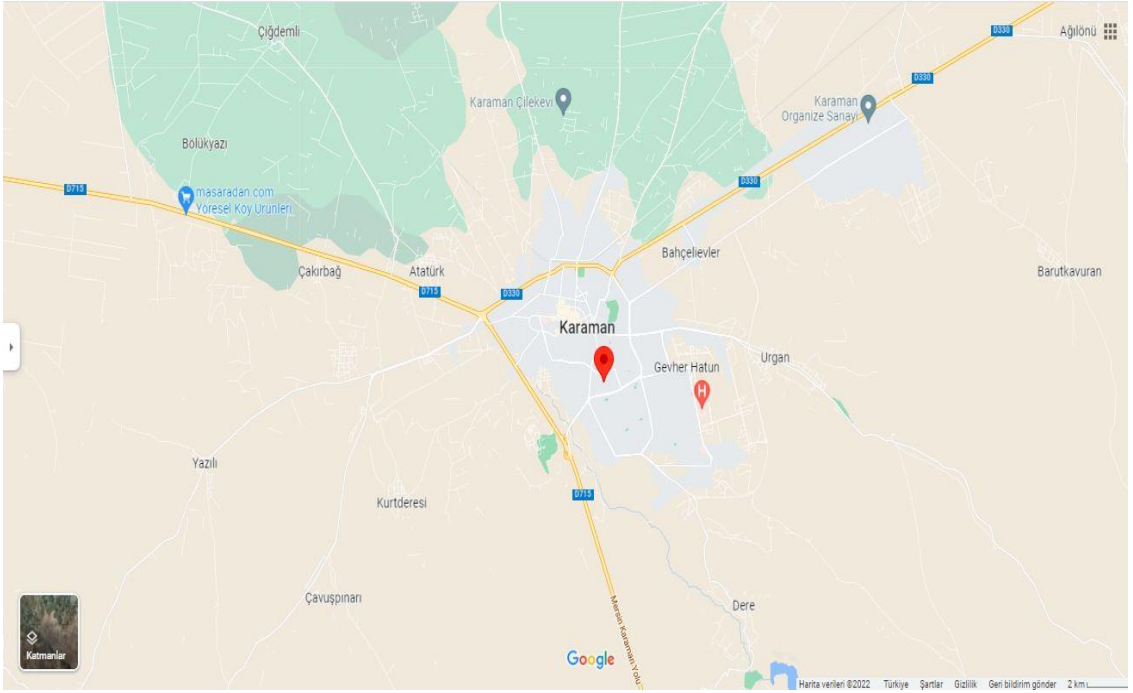 Çiğdemli
D330
Ağılönü
D330
Karaman Çilekevi
Karaman
Organize Sanayı
Bölükyazı
D715
masaradan.com
Yöresel Köy Ürünleri
D330
Bahçelievler
Çakırbağ
Atatürk
Barutkavuran
D715
D330
Karaman
Gevher Hatun
Urgan
H
Yazılı
D715
Kurtderesi
Çavuşpınarı
Dere
Mersin Karaman Yolu
Katmanlar
Google
Harita verileri ©2022 Türkiye Şartlar Gizlilik Geri bildirim gönder 2 km